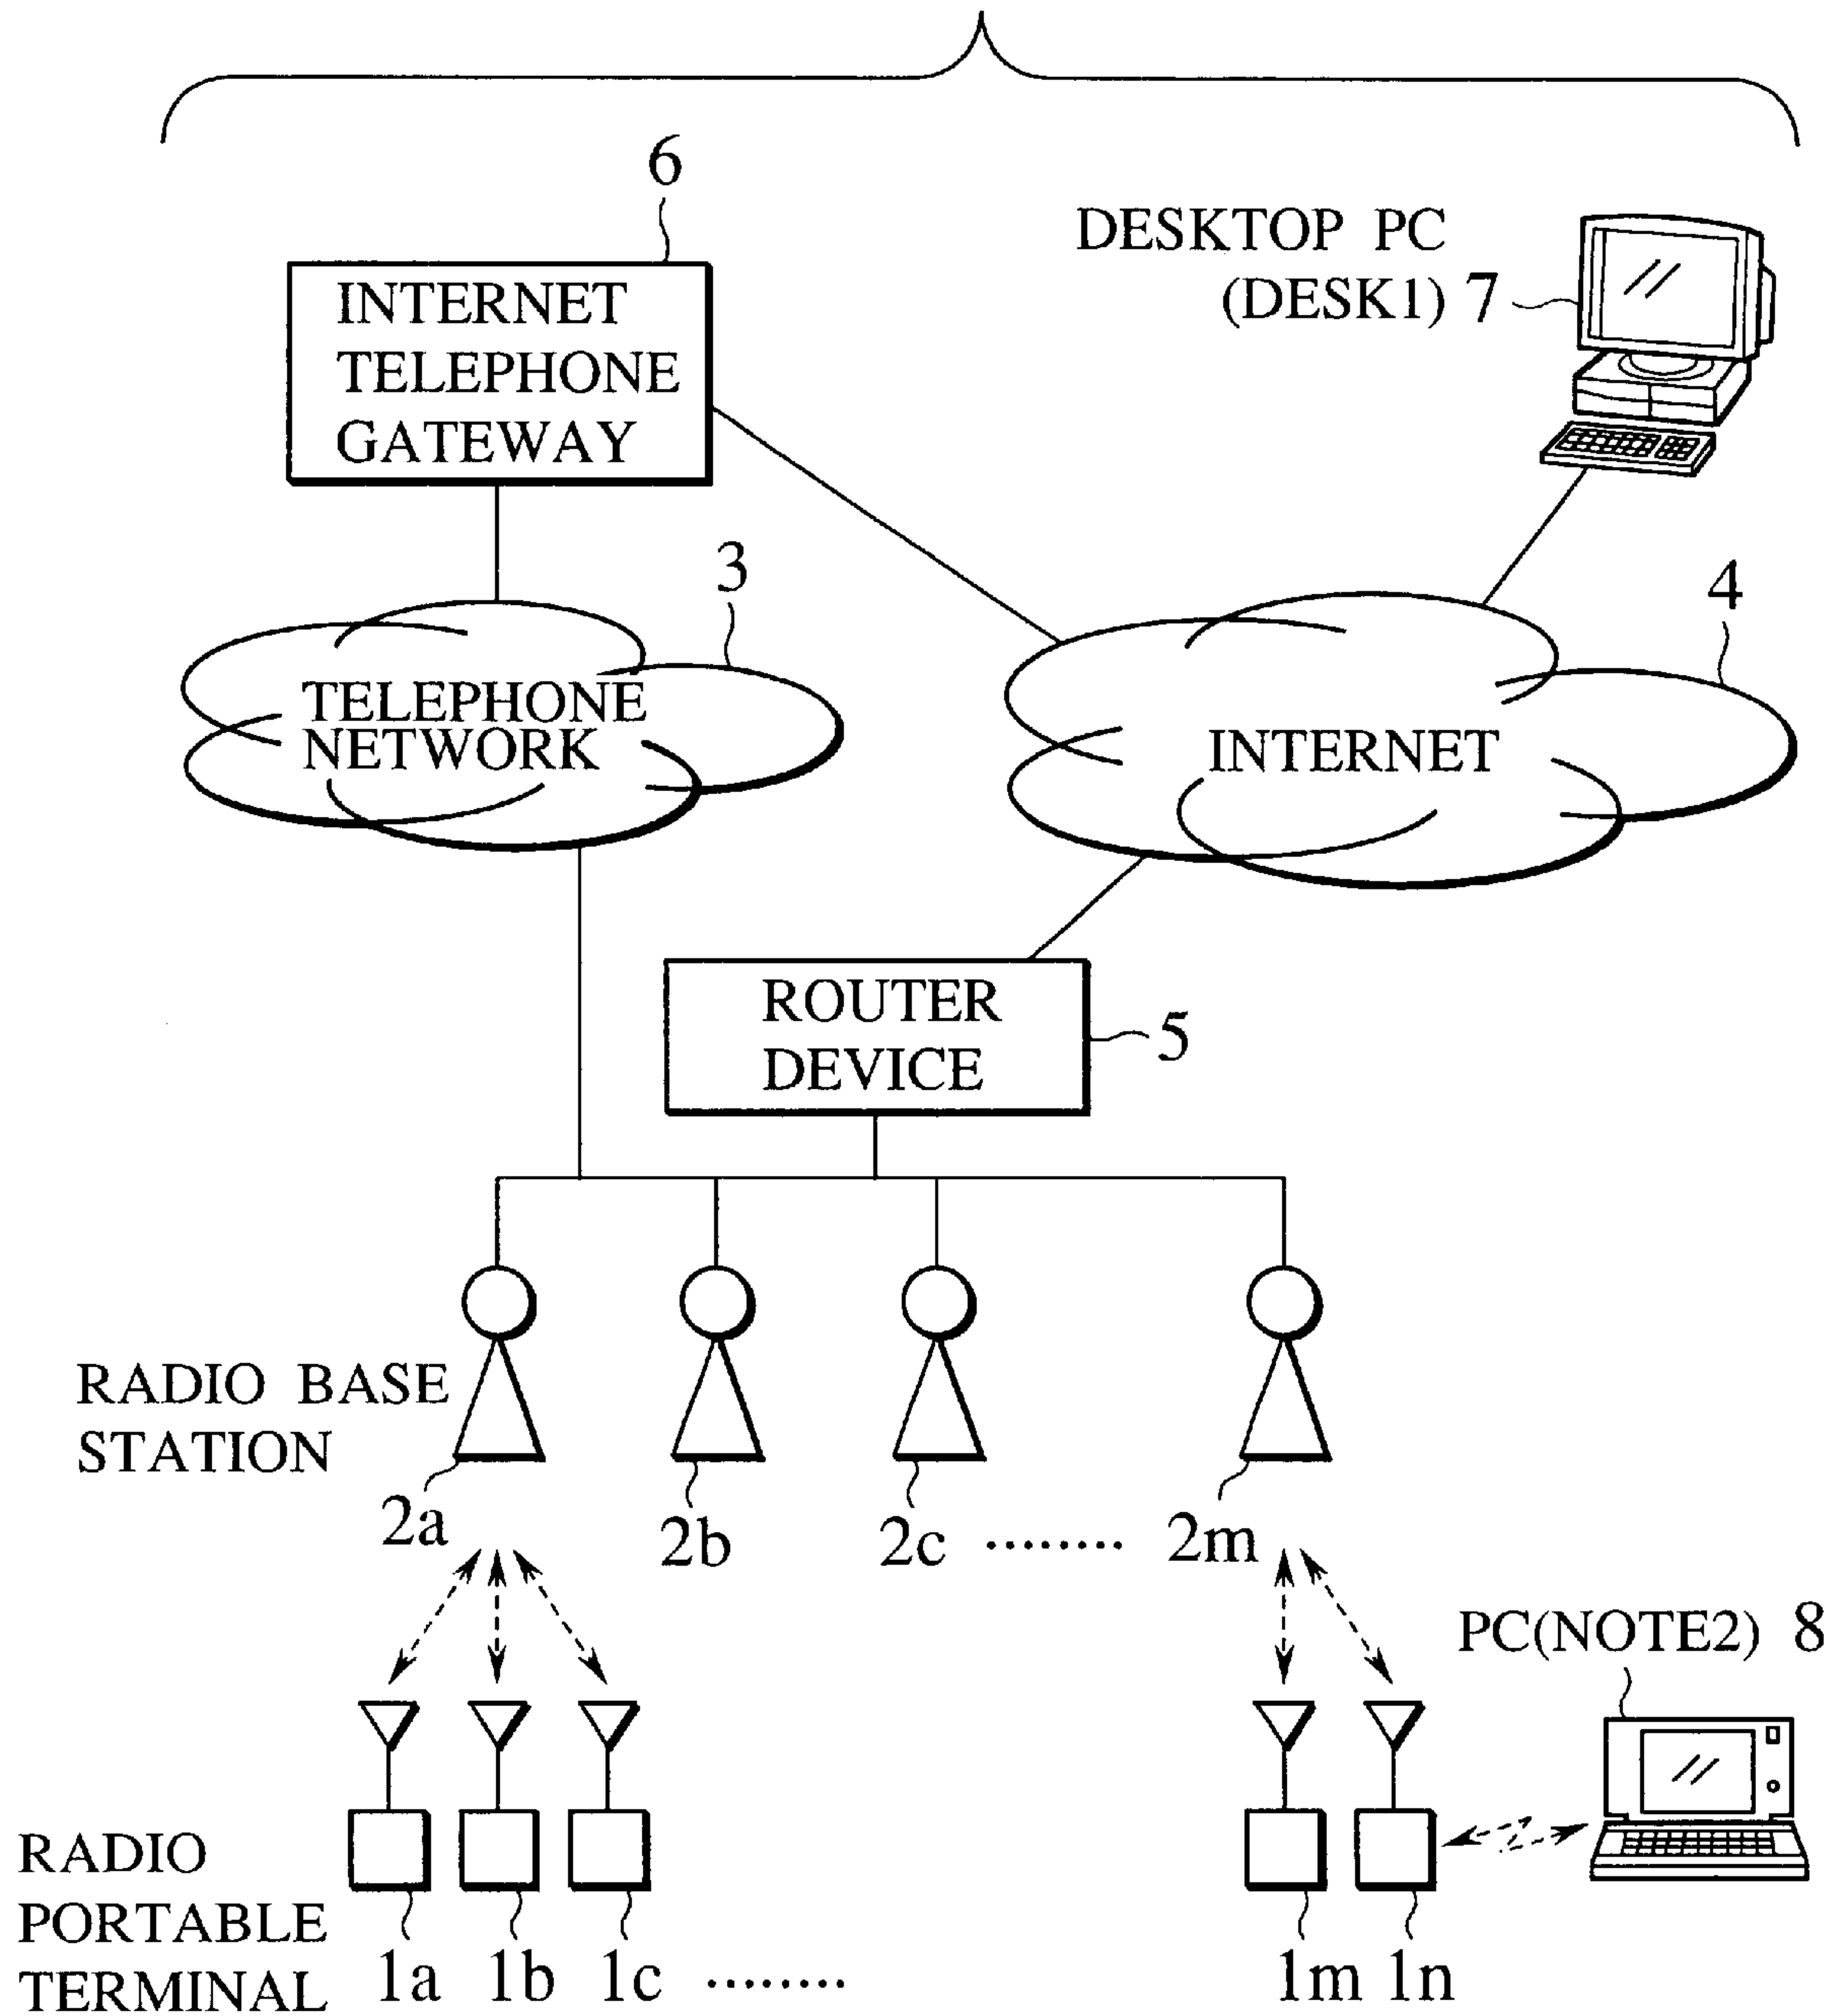 6
DESKTOP PC
(DESK1) 7
INTERNET
TELEPHONE
GATEWAY
3
4
TELEPHONE
NETWORK
INTERNET
ROUTER
DEVICE
5
RADIO BASE
STATION
2a
2b
2c ........ 2m
PC(NOTE2) 8
RADIO
PORTABLE
TERMINAL
1a 1b 1c ........ 1m 1n